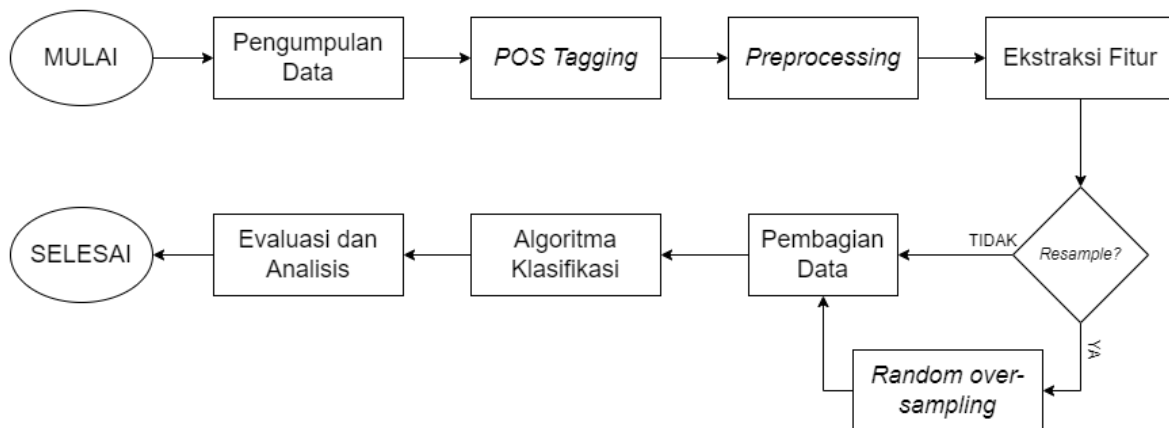 MULAI
Pengumpulan
Data
POS Tagging
Preprocessing
Ekstraksi Fitur
Resample?
TIDAK
YA
Random over-
sampling
Pembagian
Data
Algoritma
Klasifikasi
Evaluasi dan
Analisis
SELESAI